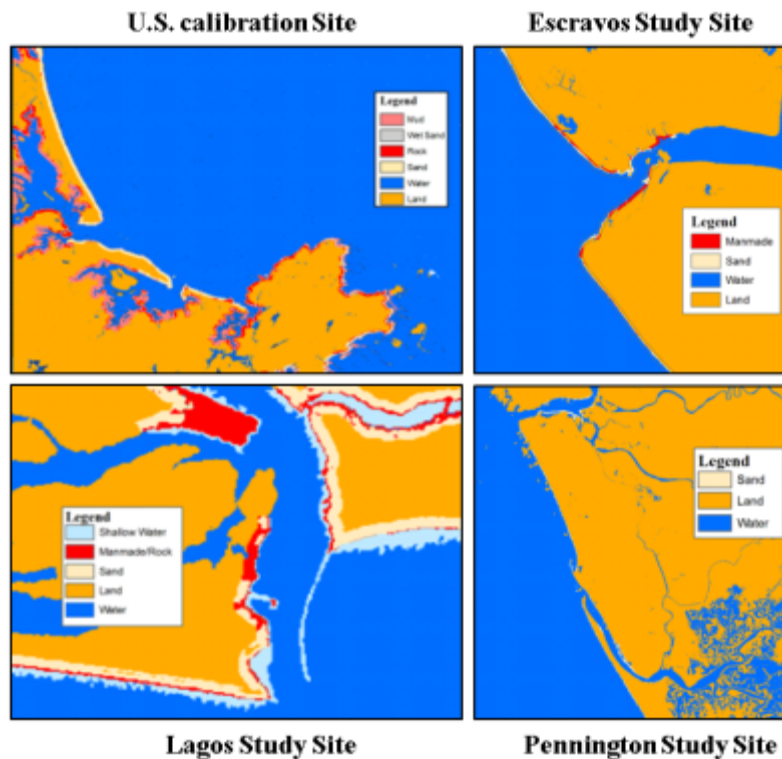 U.S. calibration Site
Escravos Study Site
Legend
Mud
Wet Sand
Rock
Sand
Water
Land
Legend
Manmade
Sand
Water
Land
Legend
Shallow Water
Manmade/Rock
Sand
Land
Water
Legend
Sand
Land
Water
Lagos Study Site
Pennington Study Site